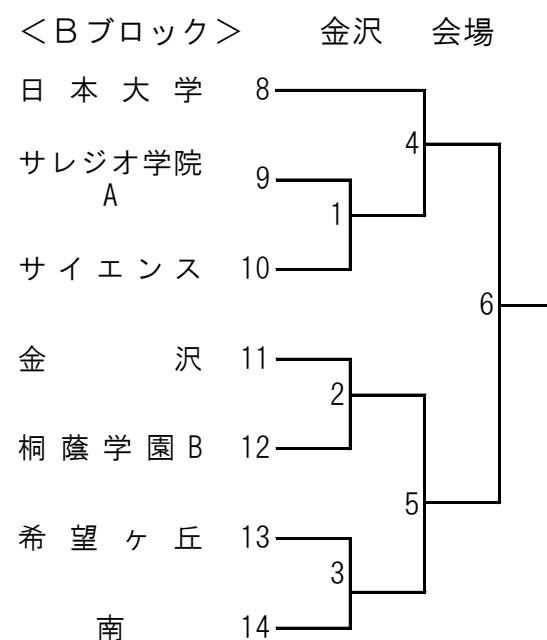 ＜Ｂブロック＞ 金沢 会場
日本大学 8
4
サレジオ学院 9
A
1
サイエンス 10
6
金沢 11
2
桐蔭学園B 12
5
希望ヶ丘 13
3
南 14